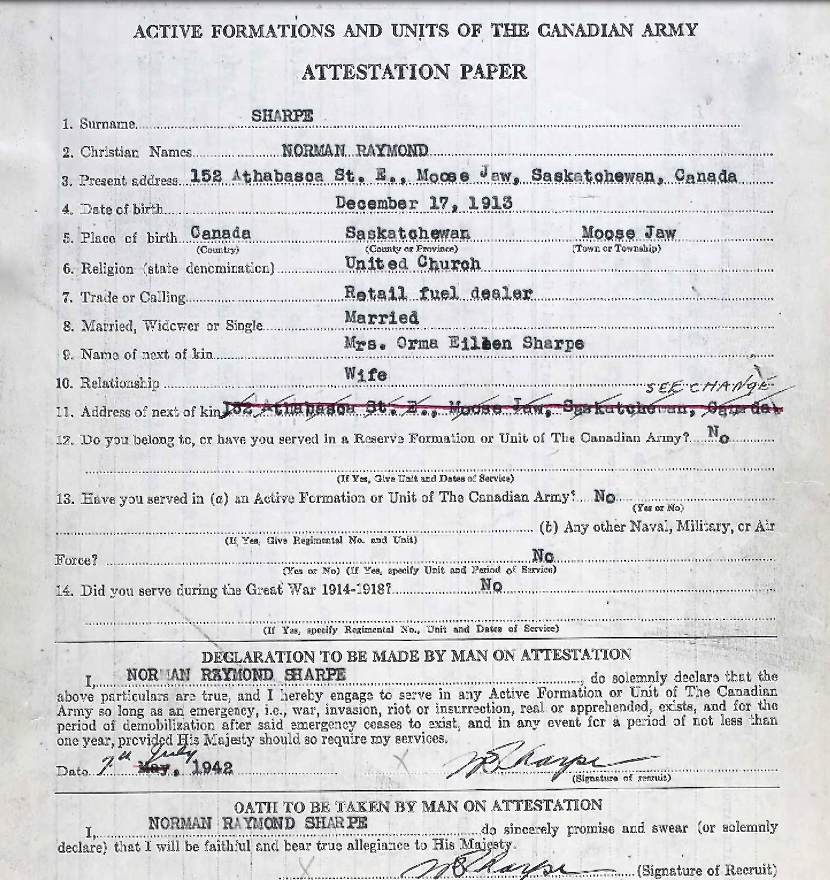 ACTIVE FORMATIONS AND UNITS OF THE CANADIAN ARMY
ATTESTATION PAPER
1. Surname SHARPE
2. Christian Names NORMAN RAYMOND
3. Present address 152 Athabasca St. E., Moose Jaw, Saskatchewan, Canada
4. Date of birth December 17, 1913
5. Place of birth Canada Saskatchewan Moose Jaw
(Country) (County or Province) (Town or Township)
6. Religion (state denomination) United Church
7. Trade or Calling Retail fuel dealer
8. Married, Widower or Single Married
9. Name of next of kin Mrs. Orma Eileen Sharpe
10. Relationship Wife
SEE CHANGE
11. Address of next of kin 152 Athabasca St. E., Moose Jaw, Saskatchewan, Canada
12. Do you belong to, or have you served in a Reserve Formation or Unit of The Canadian Army? No
(If Yes, Give Unit and Dates of Service)
13. Have you served in (a) an Active Formation or Unit of The Canadian Army? No
(Yes or No)
(b) Any other Naval, Military, or Air
(If Yes, Give Regimental No. and Unit)
Force? No
(Yes or No) (If Yes, specify Unit and Period of Service)
14. Did you serve during the Great War 1914-1918? No
(If Yes, specify Regimental No., Unit and Dates of Service)
DECLARATION TO BE MADE BY MAN ON ATTESTATION
I, NORMAN RAYMOND SHARPE, do solemnly declare that the
above particulars are true, and I hereby engage to serve in any Active Formation or Unit of The Canadian
Army so long as an emergency, i.e., war, invasion, riot or insurrection, real or apprehended, exists, and for the
period of demobilization after said emergency ceases to exist, and in any event for a period of not less than
one year, provided His Majesty should so require my services.
Date 7th July May, 1942 NRSharpe
(Signature of recruit)
OATH TO BE TAKEN BY MAN ON ATTESTATION
I, NORMAN RAYMOND SHARPE do sincerely promise and swear (or solemnly
declare) that I will be faithful and bear true allegiance to His Majesty.
NRSharpe (Signature of Recruit)